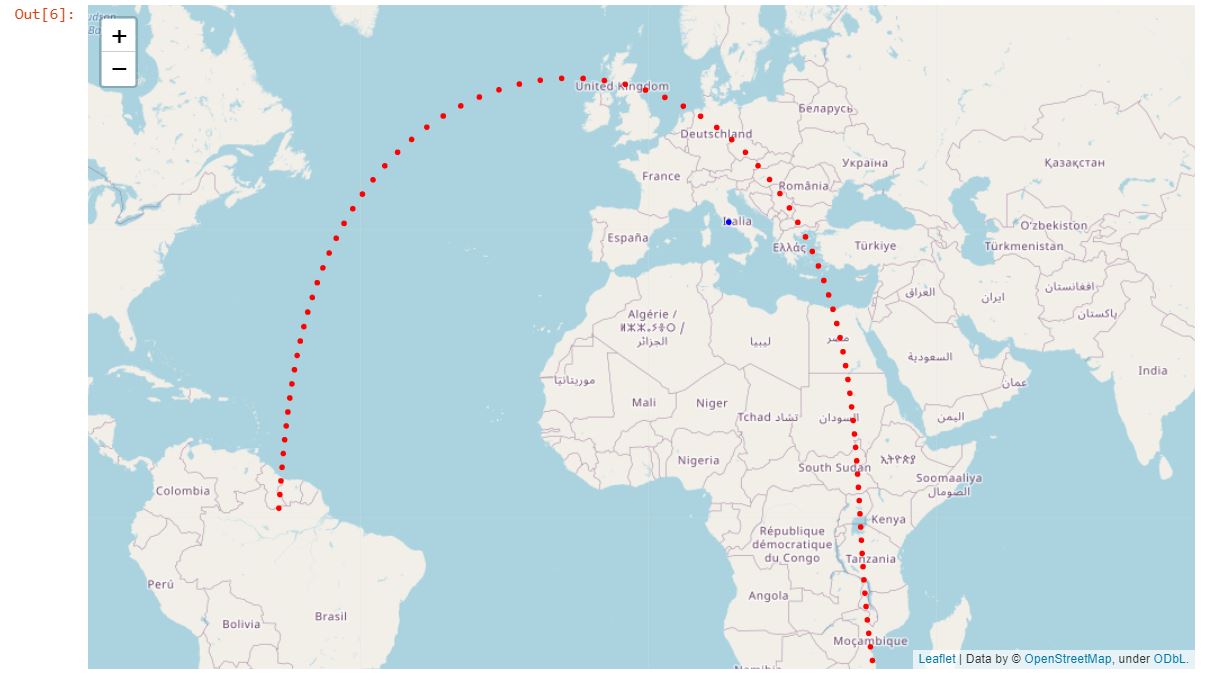 Out[6]:
+
−
United Kingdom
Беларусь
Deutschland
Україна
Қазақстан
France
România
Italia
España
Ελλάς
Türkiye
O'zbekiston
Türkmenistan
افغانستان
العراق
ایران
پاکستان
Algérie /
ⵍⵣⵣⴰⵢⴻⵔ /
الجزائر
ليبيا
مصر
السعودية
India
موريتانيا
عمان
Mali
Niger
Tchad تشاد
السودان
اليمن
Nigeria
South Sudan
ኢትዮጵያ
Soomaaliya
الصومال
Colombia
Kenya
République
démocratique
du Congo
Tanzania
Perú
Angola
Bolivia
Brasil
Moçambique
Leaflet | Data by © OpenStreetMap, under ODbL.